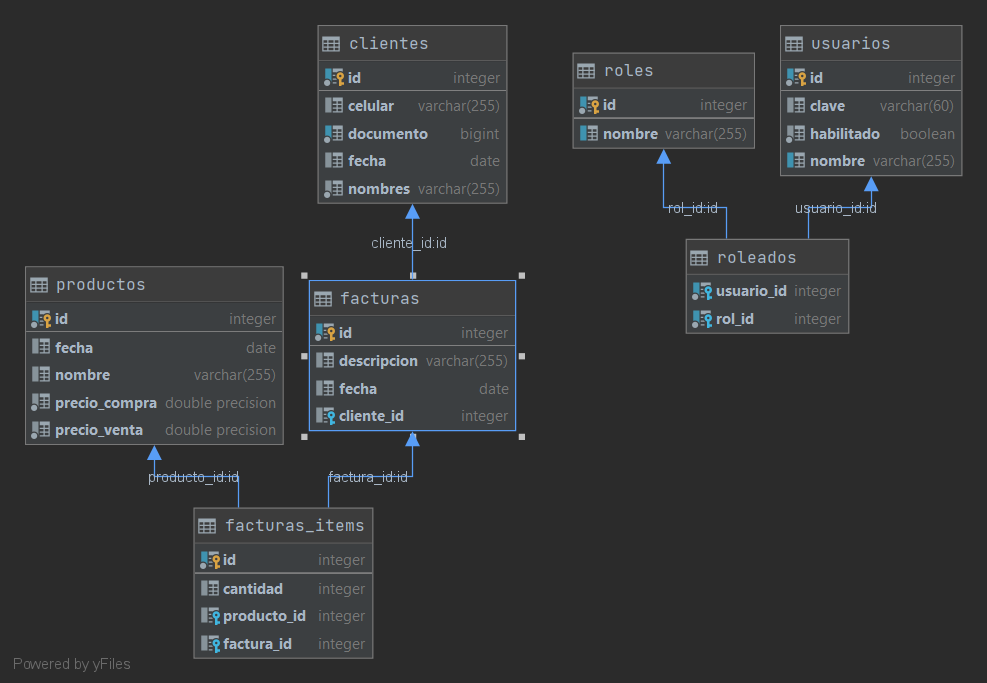 clientes
id integer
celular varchar(255)
documento bigint
fecha date
nombres varchar(255)
roles
id integer
nombre varchar(255)
usuarios
id integer
clave varchar(60)
habilitado boolean
nombre varchar(255)
rol_id:id
usuario_id:id
cliente_id:id
roleados
usuario_id integer
rol_id integer
productos
id integer
fecha date
nombre varchar(255)
precio_compra double precision
precio_venta double precision
facturas
id integer
descripcion varchar(255)
fecha date
cliente_id integer
producto_id:id
factura_id:id
facturas_items
id integer
cantidad integer
producto_id integer
factura_id integer
Powered by yFiles